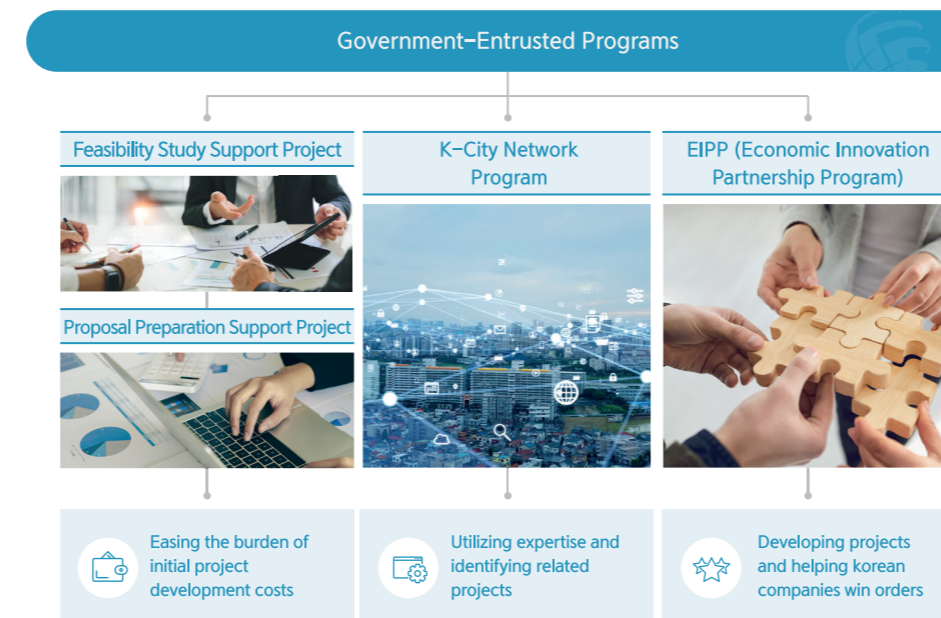 Government-Entrusted Programs
Feasibility Study Support Project
Proposal Preparation Support Project
Easing the burden of
initial project
development costs
K-City Network
Program
Utilizing expertise and
identifying related
projects
EIPP (Economic Innovation
Partnership Program)
Developing projects
and helping korean
companies win orders